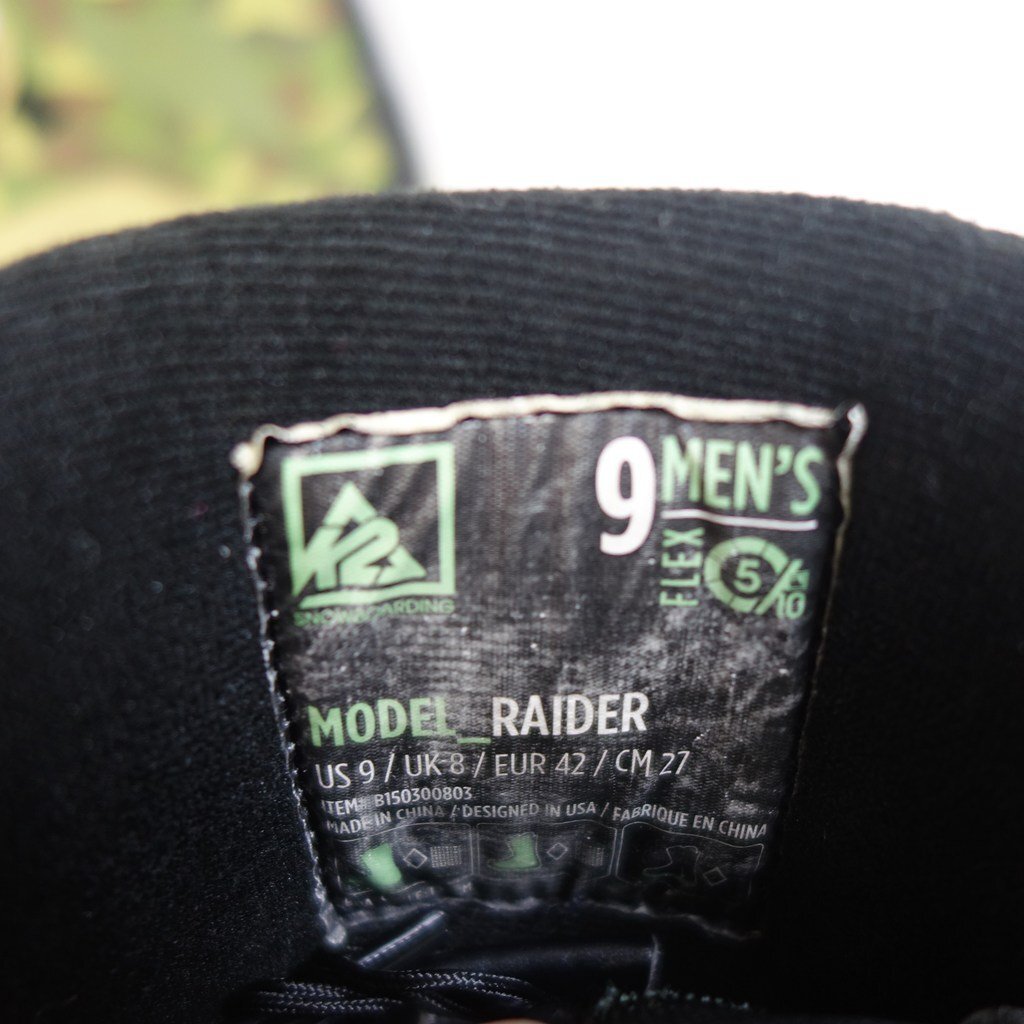 K2
SNOWBOARDING
9 MEN'S
FLEX 5/10
MODEL_RAIDER
US 9 / UK 8 / EUR 42 / CM 27
ITEM# B150300803
MADE IN CHINA / DESIGNED IN USA / FABRIQUE EN CHINA